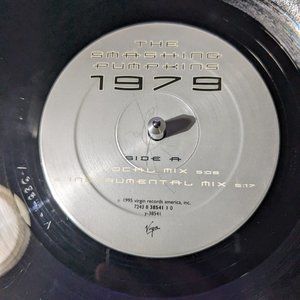 THE
SMASHING
PUMPKINS
1979
SIDE A
VOCAL MIX 5:08
INSTRUMENTAL MIX 5:17
© 1995 virgin records america, inc.
7243 8 38541 1 0
y-38541
Virgin